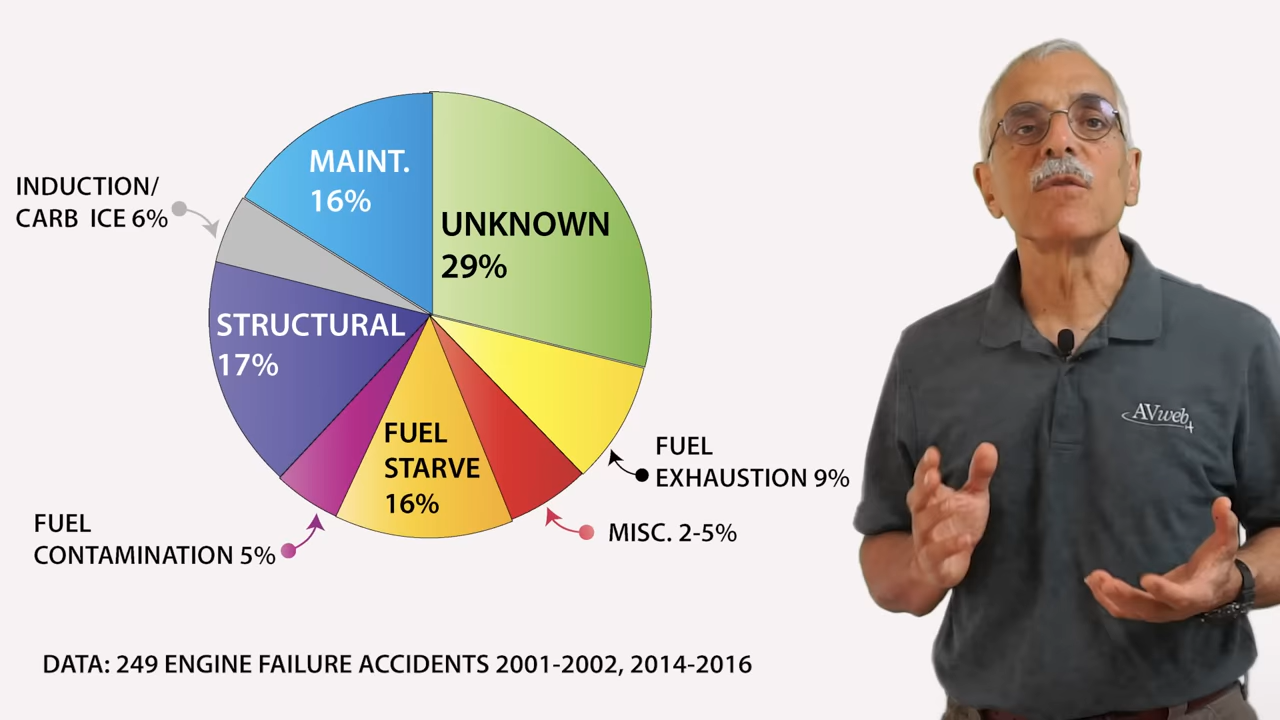 MAINT.
16%
INDUCTION/
CARB ICE 6%
UNKNOWN
29%
STRUCTURAL
17%
FUEL
STARVE
16%
FUEL
EXHAUSTION 9%
MISC. 2-5%
FUEL
CONTAMINATION 5%
AVweb
DATA: 249 ENGINE FAILURE ACCIDENTS 2001-2002, 2014-2016